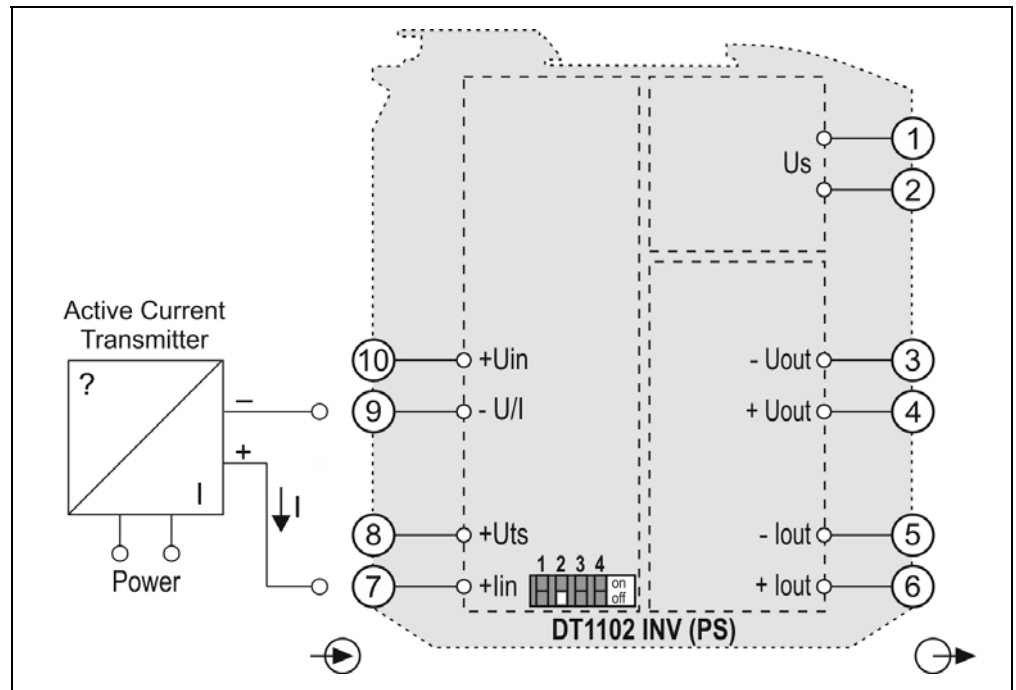 1
Us
2
Active Current
Transmitter
?
–
+
I
I
Power
10
+Uin
9
- U/I
8
+Uts
7
+Iin
1 2 3 4
on
off
- Uout
3
+ Uout
4
- Iout
5
+ Iout
6
DT1102 INV (PS)